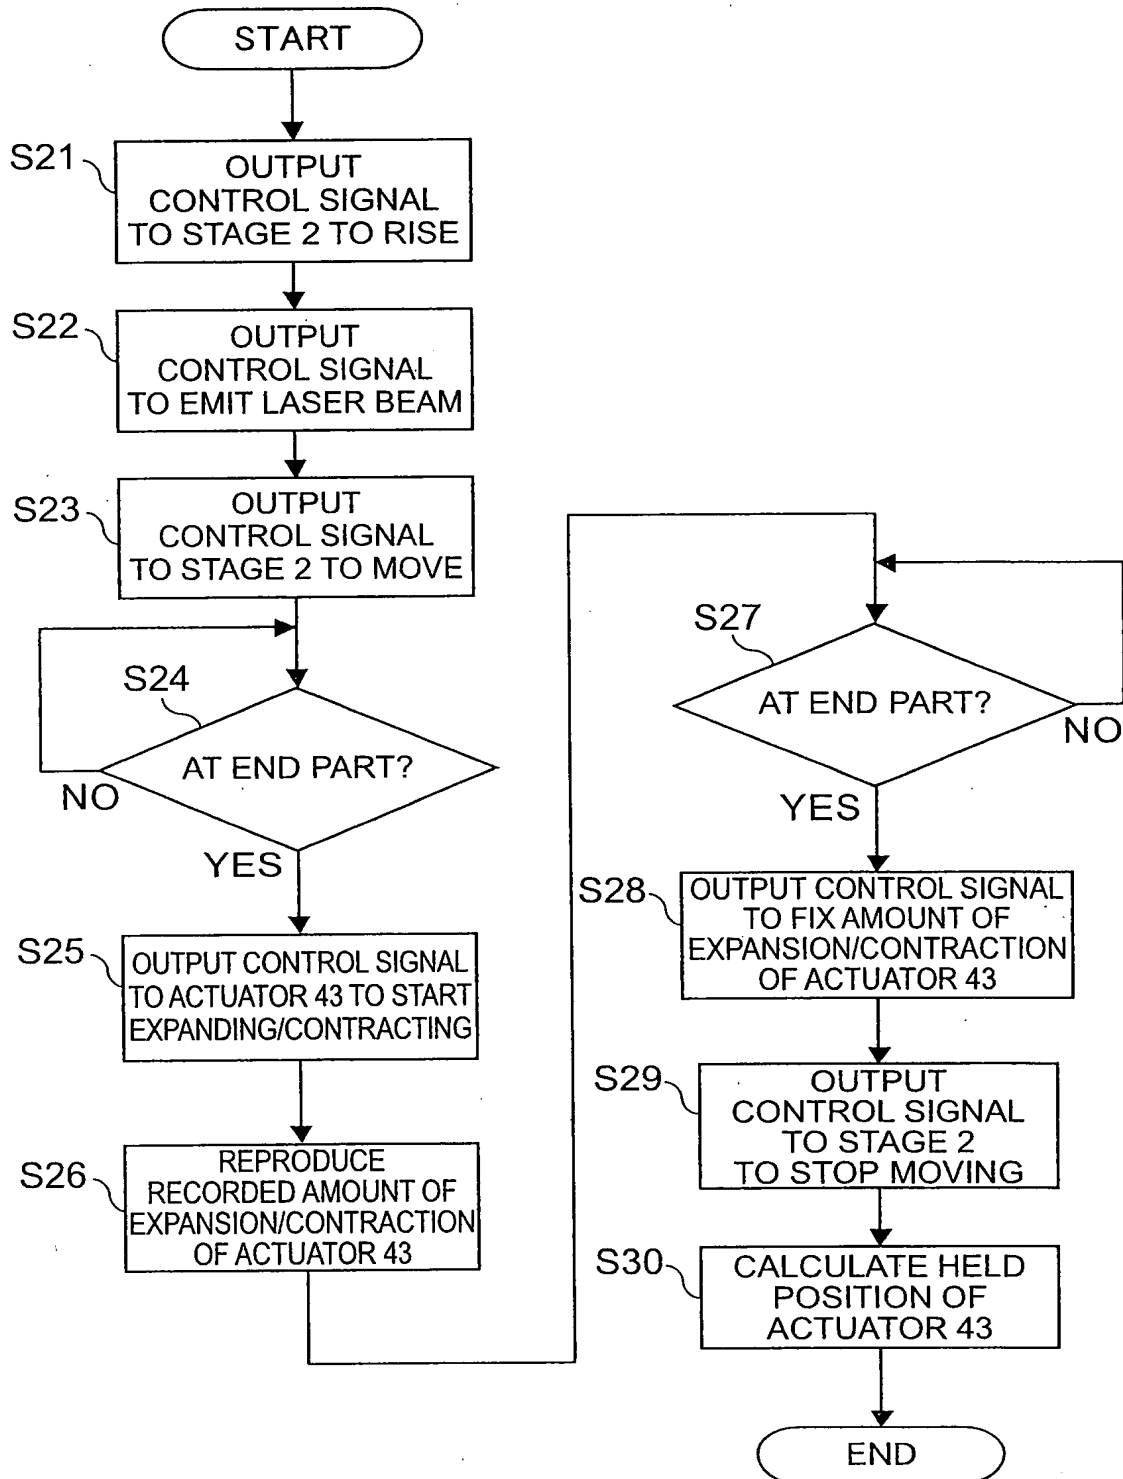 START
S21
OUTPUT
CONTROL SIGNAL
TO STAGE 2 TO RISE
S22
OUTPUT
CONTROL SIGNAL
TO EMIT LASER BEAM
S23
OUTPUT
CONTROL SIGNAL
TO STAGE 2 TO MOVE
S24
AT END PART?
NO
YES
S25
OUTPUT CONTROL SIGNAL
TO ACTUATOR 43 TO START
EXPANDING/CONTRACTING
S26
REPRODUCE
RECORDED AMOUNT OF
EXPANSION/CONTRACTION
OF ACTUATOR 43
S27
AT END PART?
NO
YES
S28
OUTPUT CONTROL SIGNAL
TO FIX AMOUNT OF
EXPANSION/CONTRACTION
OF ACTUATOR 43
S29
OUTPUT
CONTROL SIGNAL
TO STAGE 2
TO STOP MOVING
S30
CALCULATE HELD
POSITION OF
ACTUATOR 43
END